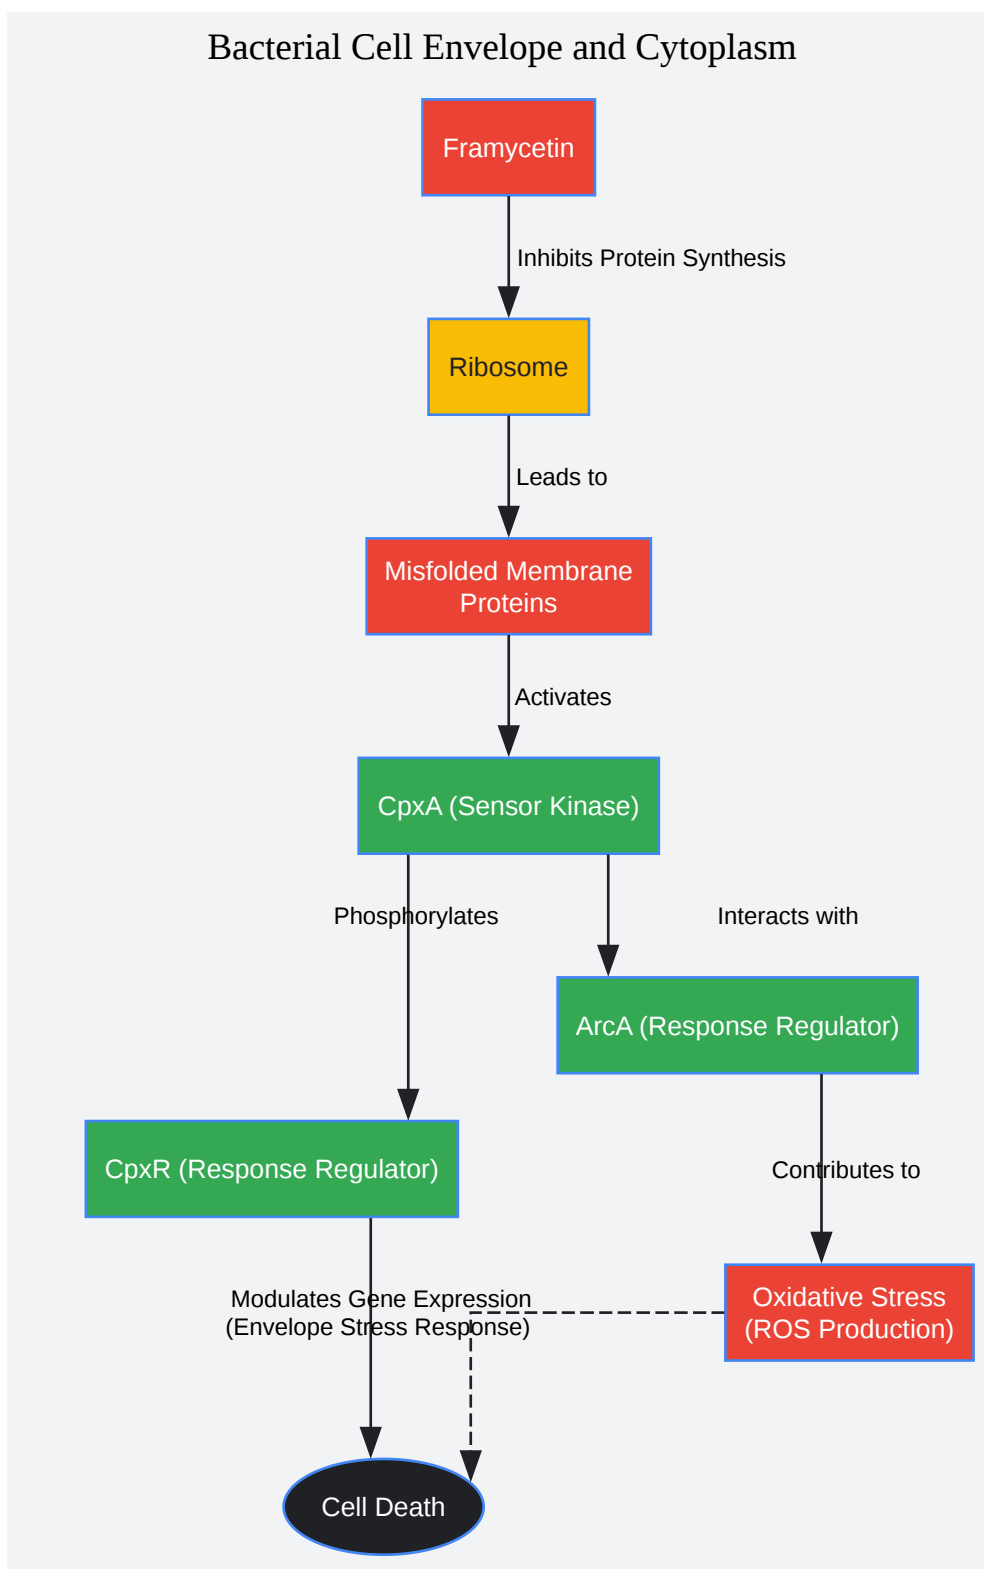 Bacterial Cell Envelope and Cytoplasm
Framycetin
Inhibits Protein Synthesis
Ribosome
Leads to
Misfolded Membrane
Proteins
Activates
CpxA (Sensor Kinase)
Phosphorylates
Interacts with
ArcA (Response Regulator)
CpxR (Response Regulator)
Contributes to
Modulates Gene Expression
(Envelope Stress Response)
Oxidative Stress
(ROS Production)
Cell Death